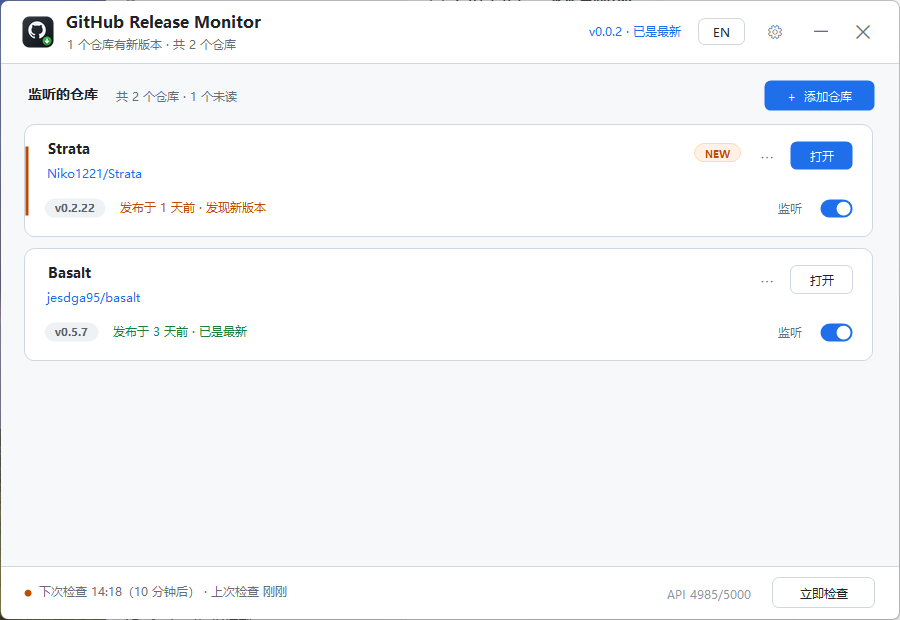 GitHub Release Monitor
1 个仓库有新版本 · 共 2 个仓库
v0.0.2 · 已是最新
EN
监听的仓库
共 2 个仓库 · 1 个未读
+ 添加仓库
Strata
NEW
...
打开
Niko1221/Strata
v0.2.22
发布于 1 天前 · 发现新版本
监听
Basalt
...
打开
jesdga95/basalt
v0.5.7
发布于 3 天前 · 已是最新
监听
下次检查 14:18（10 分钟后） · 上次检查 刚刚
API 4985/5000
立即检查